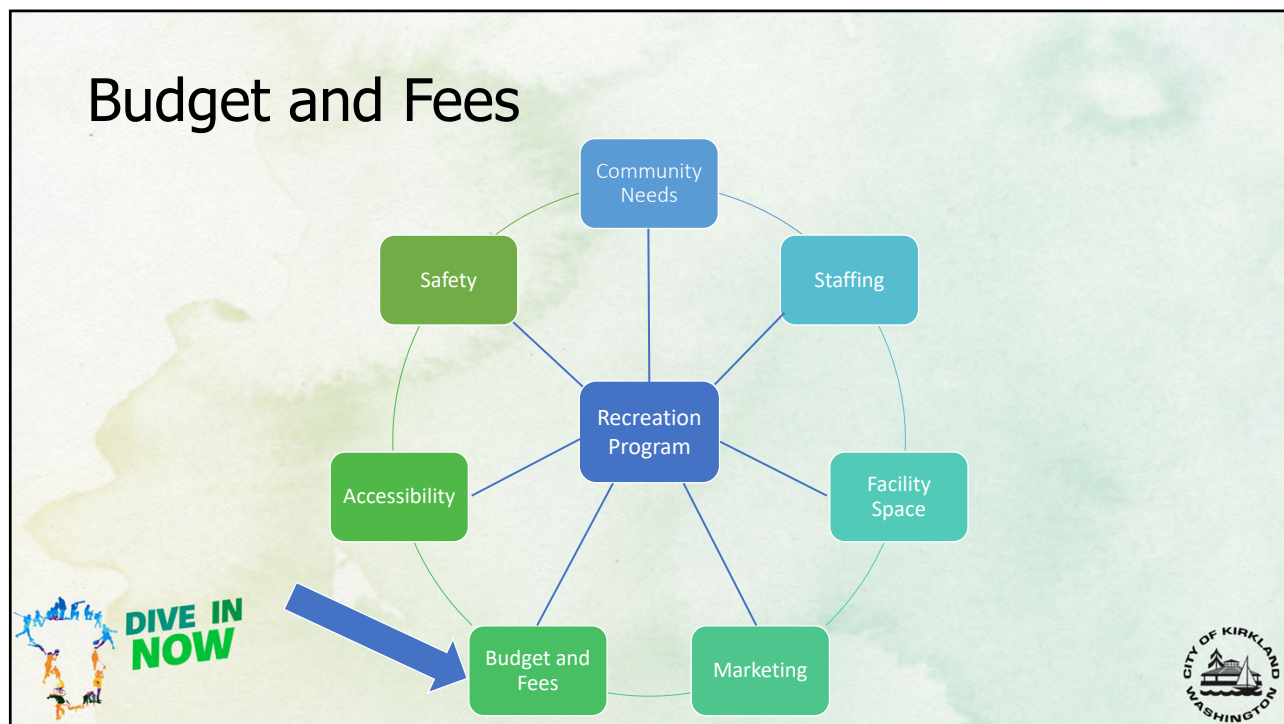 Budget and Fees
Community
Needs
Safety
Staffing
Recreation
Program
Accessibility
Facility
Space
DIVE IN
NOW
Budget and
Fees
Marketing
CITY OF KIRKLAND
WASHINGTON